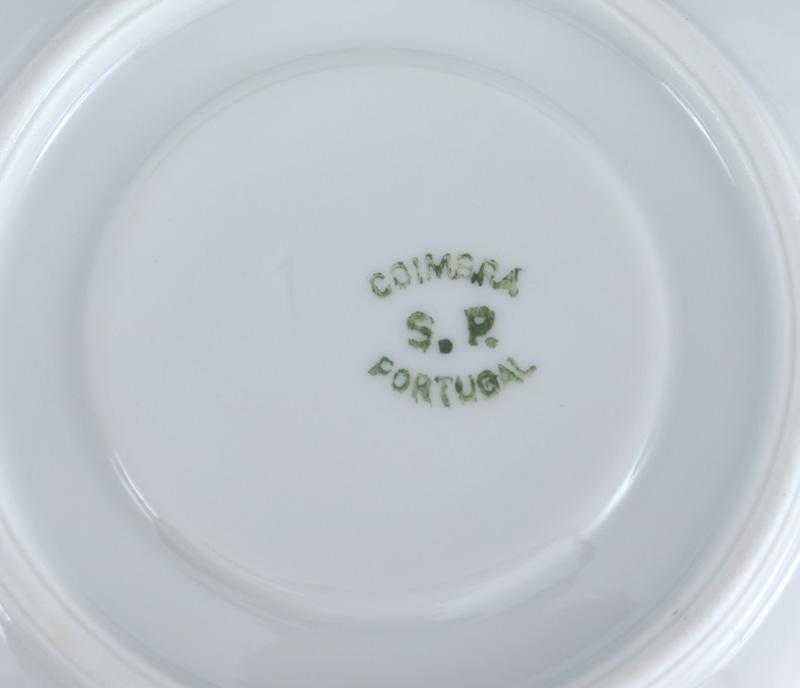 COIMBRA
S. P.
PORTUGAL